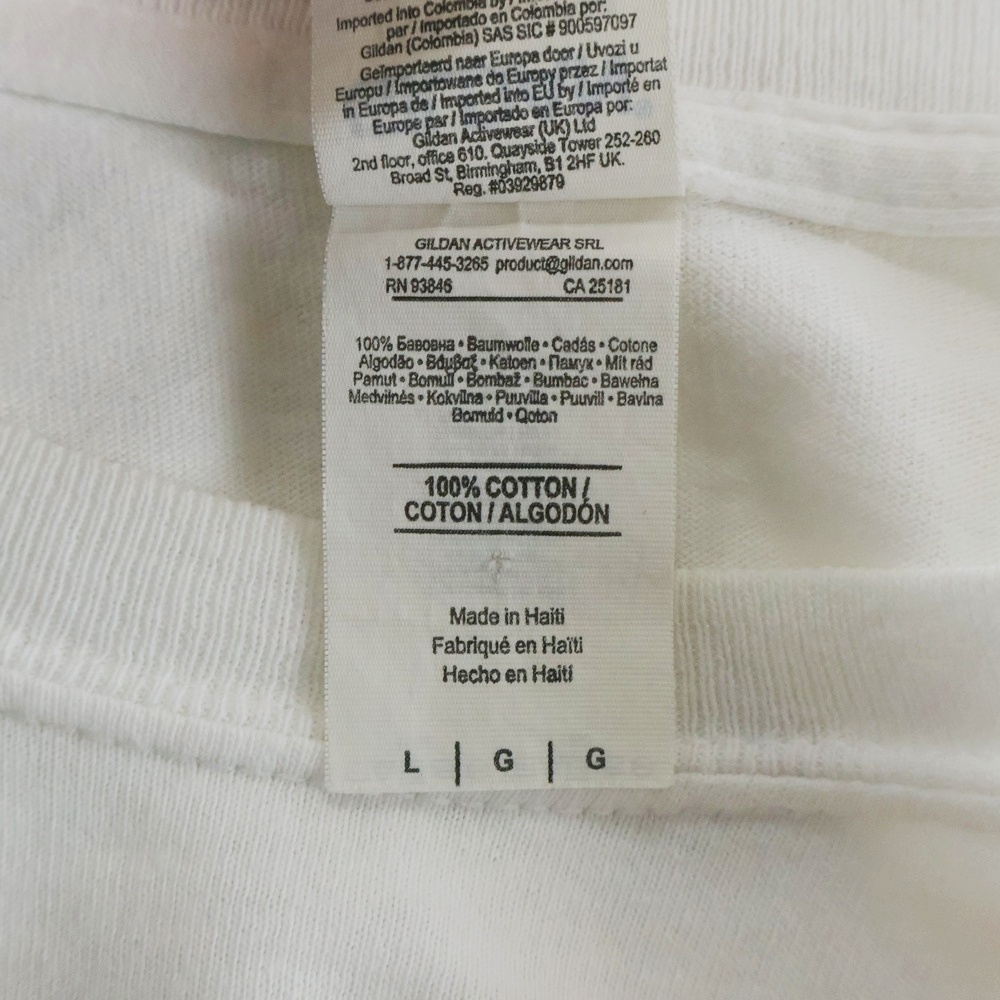 Imported into Colombia by / Import
par / Importado en Colombia por:
Gildan (Colombia) SAS SIC # 900597097
Geïmporteerd naar Europa door / Uvozi u
Europu / Importowane do Europy przez / Importat
in Europa de / Imported into EU by / Importé en
Europe par / Importado en Europa por:
Gildan Activewear (UK) Ltd
2nd floor, office 610. Quayside Tower 252-260
Broad St, Birmingham, B1 2HF UK.
Reg. #03929879
GILDAN ACTIVEWEAR SRL
1-877-445-3265 product@gildan.com
RN 93846 CA 25181
100% Бавовна • Baumwolle • Cadás • Cotone
Algodão • Βάμβαξ • Katoen • Памук • Mit rád
Pamut • Bomull • Bombaž • Bumbac • Bawełna
Medvilnės • Kokvilna • Puuvilla • Puuvill • Bavlna
Bomuld • Qoton
100% COTTON /
COTON / ALGODÓN
Made in Haiti
Fabriqué en Haïti
Hecho en Haití
L | G | G